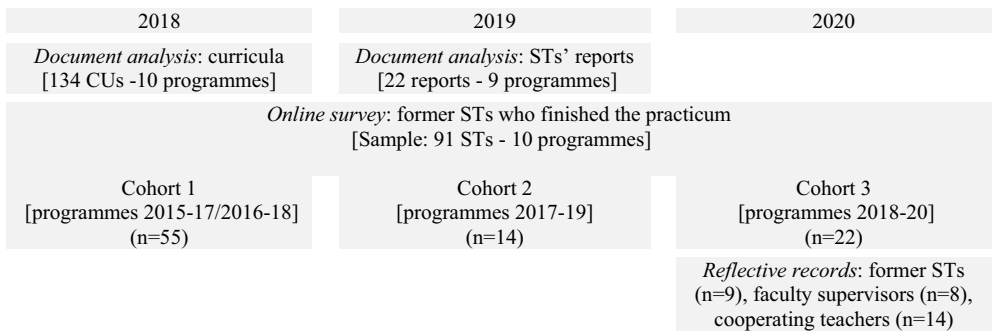 2018
2019
2020
Document analysis: curricula
[134 CUs -10 programmes]
Document analysis: STs’ reports
[22 reports - 9 programmes]
Online survey: former STs who finished the practicum
[Sample: 91 STs - 10 programmes]
Cohort 1
[programmes 2015-17/2016-18]
(n=55)
Cohort 2
[programmes 2017-19]
(n=14)
Cohort 3
[programmes 2018-20]
(n=22)
Reflective records: former STs
(n=9), faculty supervisors (n=8),
cooperating teachers (n=14)